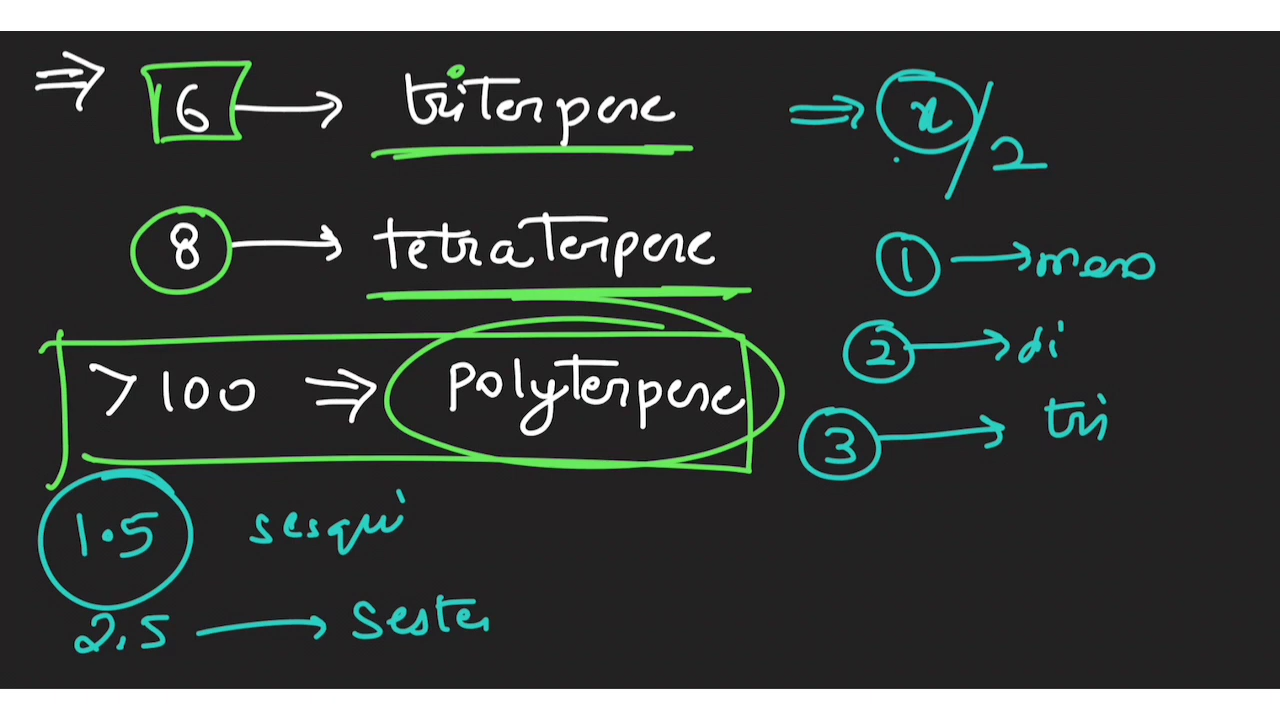 ⇒ 6 → triterpene
8 → tetraterpene
>100 ⇒ polyterpene
1.5 sesqui
2.5 → Sester
⇒ x/2
1 → mono
2 → di
3 → tri